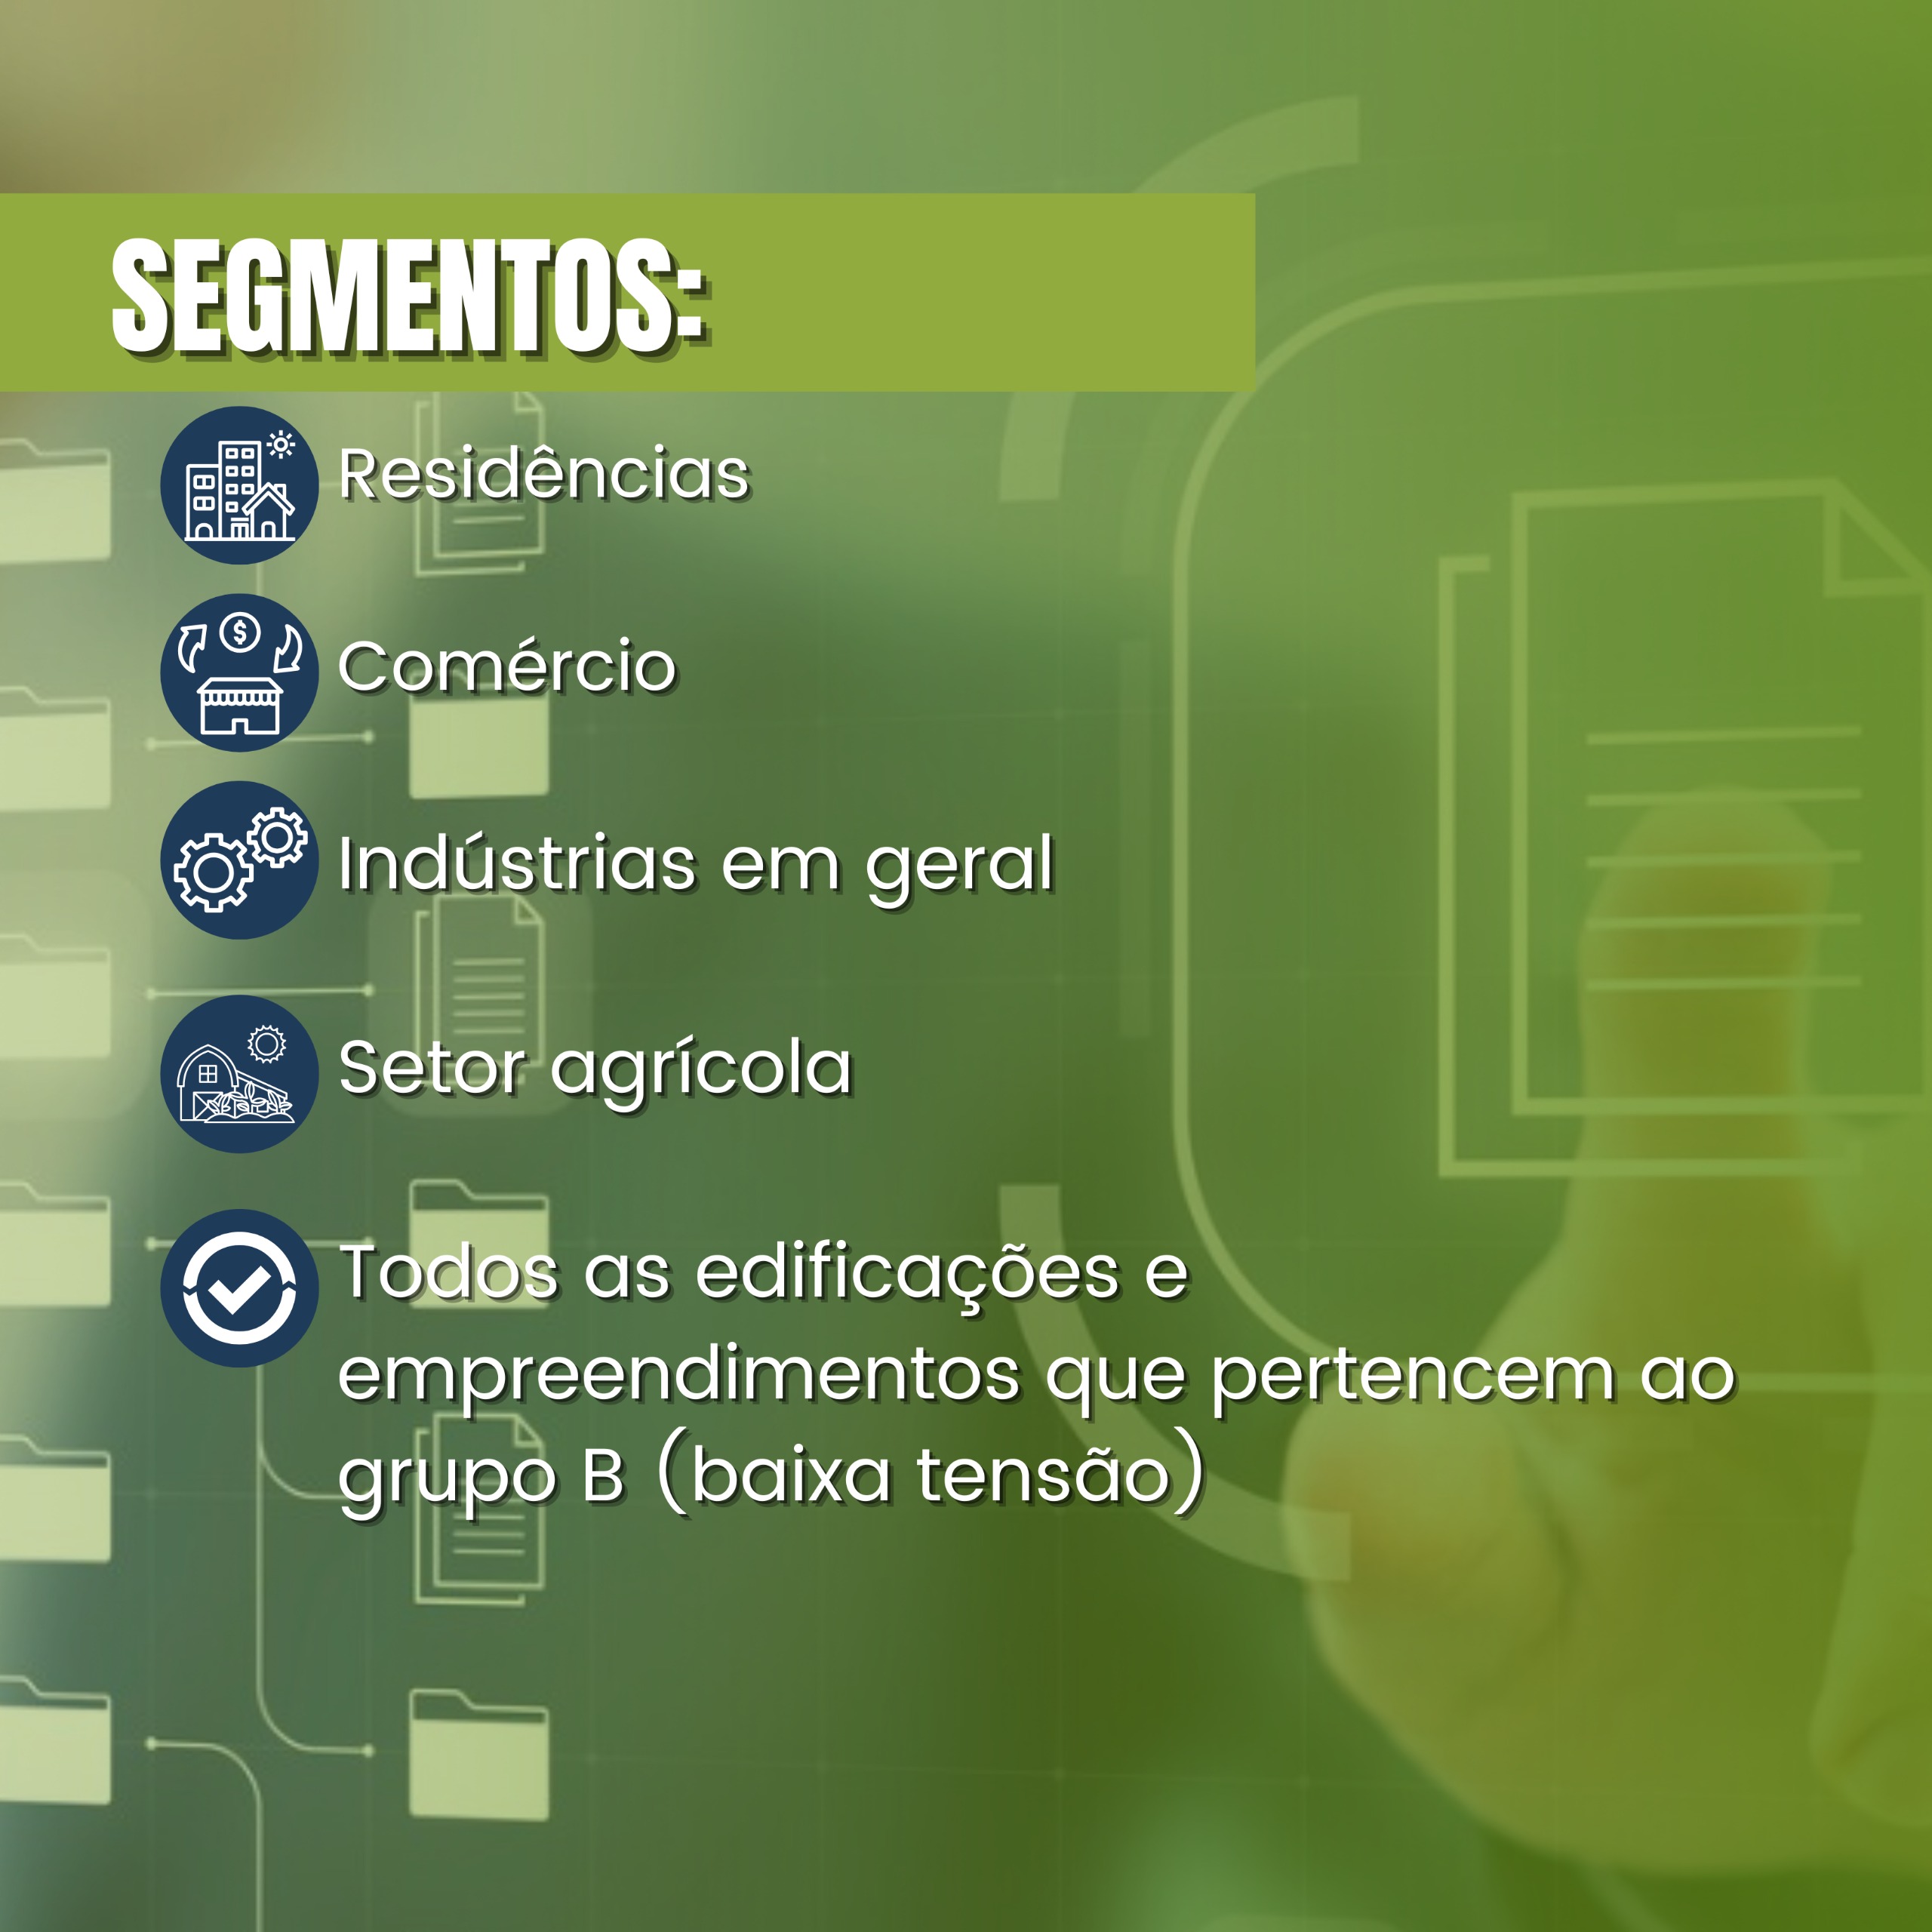 SEGMENTOS:
Residências
$
Comércio
Indústrias em geral
Setor agrícola
Todos as edificações e
empreendimentos que pertencem ao
grupo B (baixa tensão)